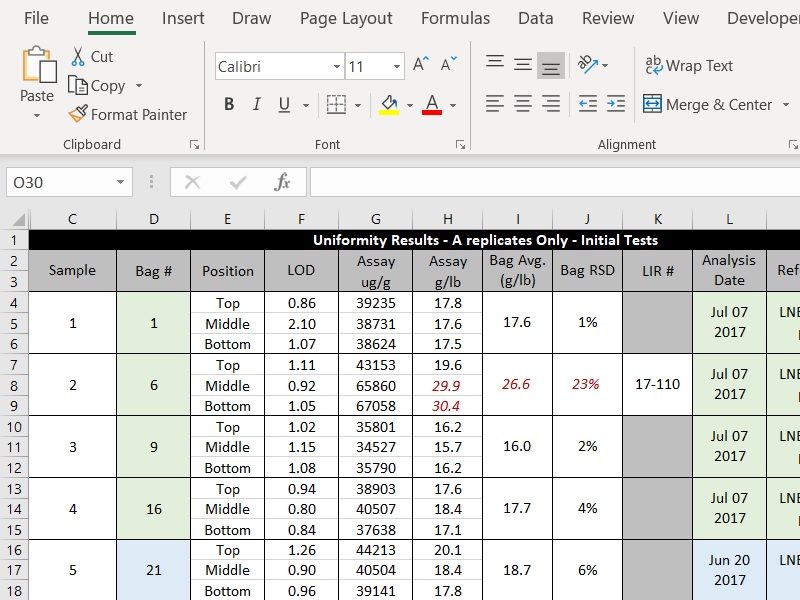 File Home Insert Draw Page Layout Formulas Data Review View Developer
Paste
Cut
Copy
Format Painter
Clipboard
Calibri 11 A A
B I U A
Font
ab Wrap Text
Merge & Center
Alignment
O30 fx
C D E F G H I J K L
1 Uniformity Results - A replicates Only - Initial Tests
2 Sample Bag # Position LOD Assay Assay Bag Avg. Bag RSD LIR # Analysis
3 ug/g g/lb (g/lb) Date
4 Top 0.86 39235 17.8
5 1 1 Middle 2.10 38731 17.6 17.6 1% Jul 07 2017
6 Bottom 1.07 38624 17.5
7 Top 1.11 43153 19.6
8 2 6 Middle 0.92 65860 29.9 26.6 23% 17-110 Jul 07 2017
9 Bottom 1.05 67058 30.4
10 Top 1.02 35801 16.2
11 3 9 Middle 1.15 34527 15.7 16.0 2% Jul 07 2017
12 Bottom 1.08 35790 16.2
13 Top 0.94 38903 17.6
14 4 16 Middle 0.80 40507 18.4 17.7 4% Jul 07 2017
15 Bottom 0.84 37638 17.1
16 Top 1.26 44213 20.1
17 5 21 Middle 0.90 40504 18.4 18.7 6% Jun 20 2017
18 Bottom 0.96 39141 17.8